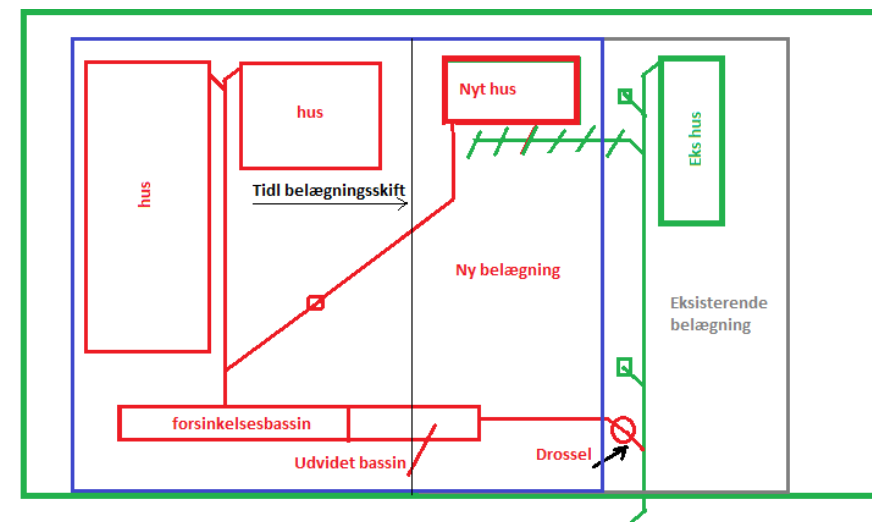 Nyt hus
hus
Eks hus
hus
Tidl belægningsskift
Ny belægning
Eksisterende
belægning
forsinkelsesbassin
Udvidet bassin
Drossel